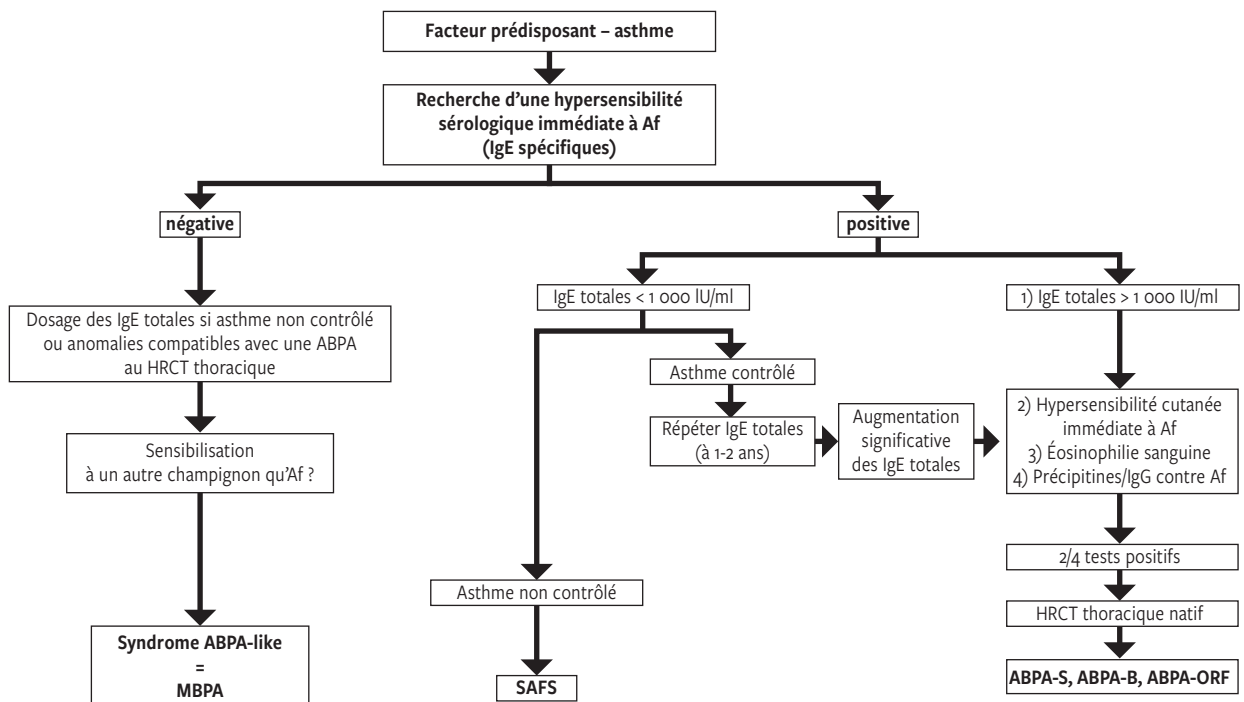 Facteur prédisposant – asthme
Recherche d'une hypersensibilité
sérologique immédiate à Af
(IgE spécifiques)
négative
positive
Dosage des IgE totales si asthme non contrôlé
ou anomalies compatibles avec une ABPA
au HRCT thoracique
Sensibilisation
à un autre champignon qu'Af ?
Syndrome ABPA-like
=
MBPA
IgE totales < 1 000 IU/ml
Asthme contrôlé
Répéter IgE totales
(à 1-2 ans)
Augmentation
significative
des IgE totales
Asthme non contrôlé
SAFS
1) IgE totales > 1 000 IU/ml
2) Hypersensibilité cutanée
immédiate à Af
3) Éosinophilie sanguine
4) Précipitines/IgG contre Af
2/4 tests positifs
HRCT thoracique natif
ABPA-S, ABPA-B, ABPA-ORF